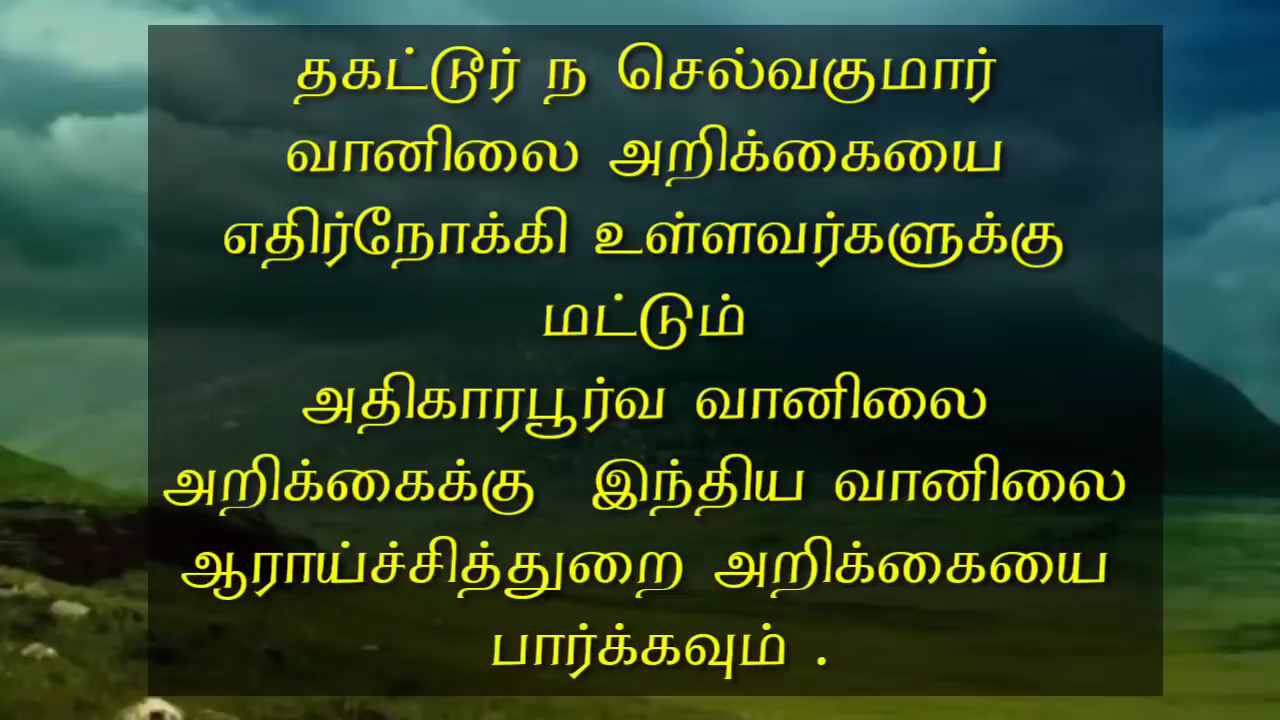 தகட்டூர் ந செல்வகுமார்
வானிலை அறிக்கையை
எதிர்நோக்கி உள்ளவர்களுக்கு
மட்டும்
அதிகாரபூர்வ வானிலை
அறிக்கைக்கு இந்திய வானிலை
ஆராய்ச்சித்துறை அறிக்கையை
பார்க்கவும் .